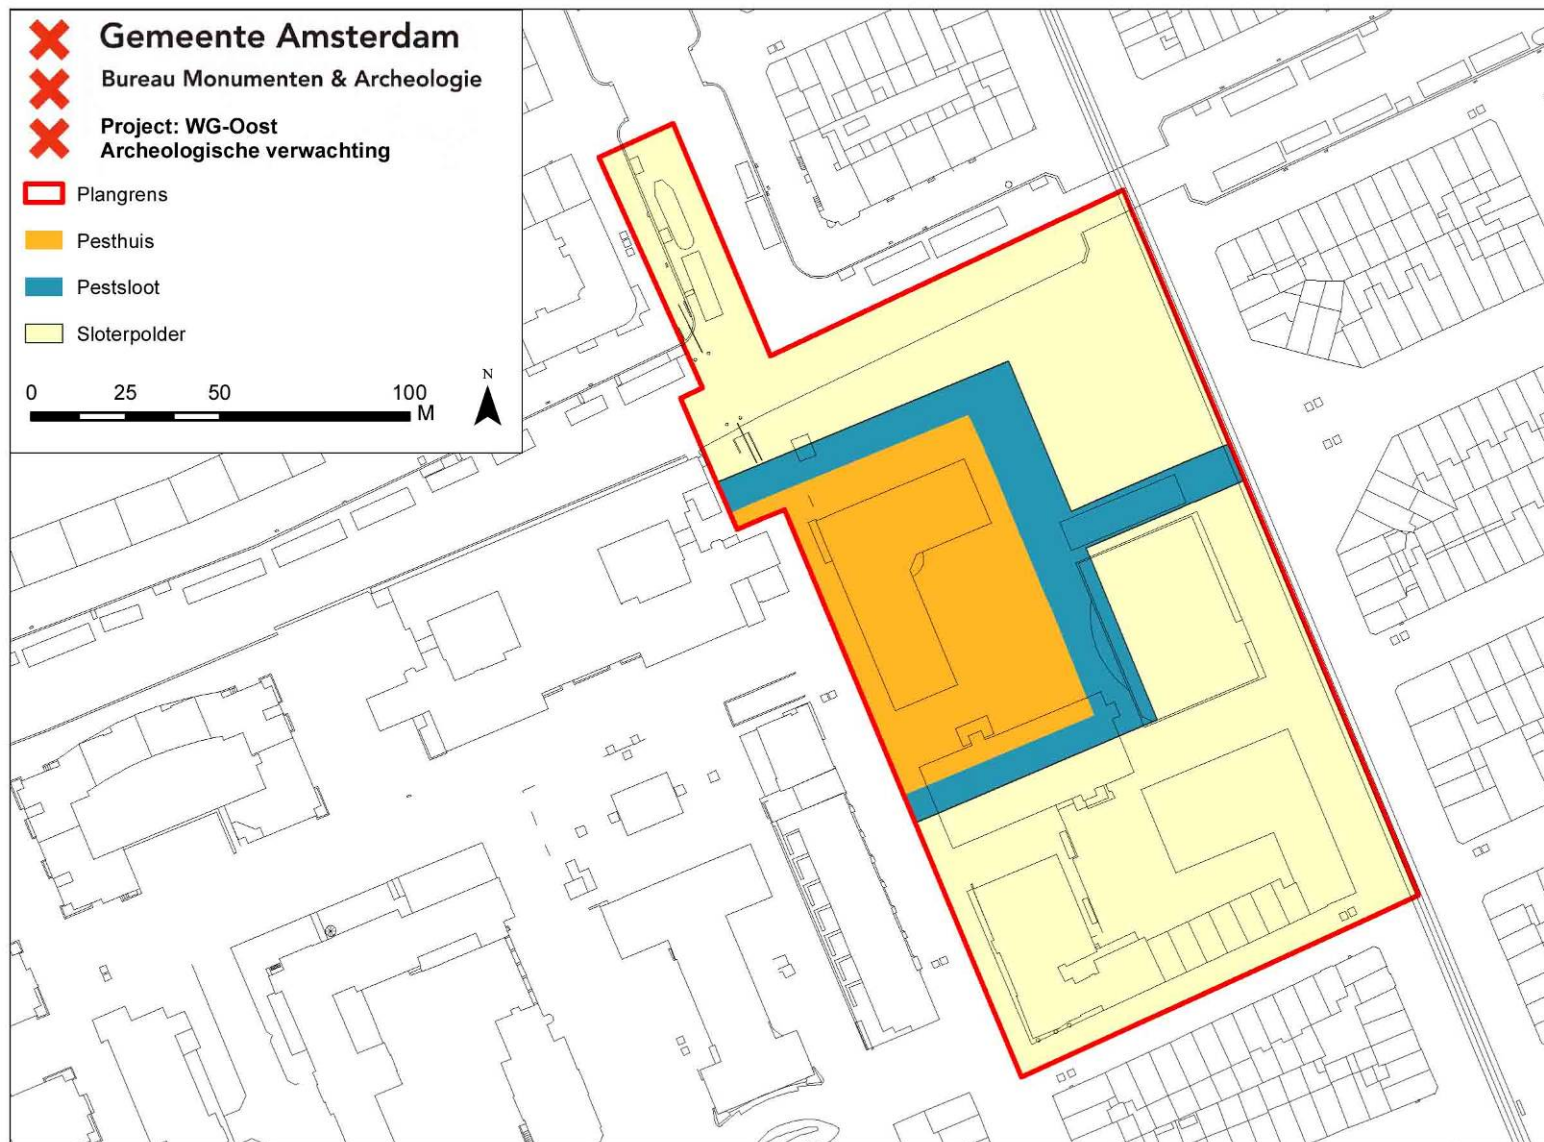 Gemeente Amsterdam
Bureau Monumenten & Archeologie
Project: WG-Oost
Archeologische verwachting
Plangrens
Pesthuis
Pestsloot
Sloterpolder
0 25 50 100
M
N